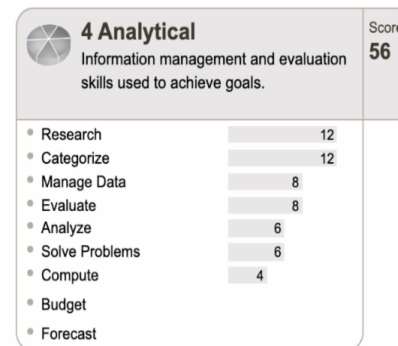 4 Analytical
Information management and evaluation
skills used to achieve goals.
Score
56
Research 12
Categorize 12
Manage Data 8
Evaluate 8
Analyze 6
Solve Problems 6
Compute 4
Budget
Forecast